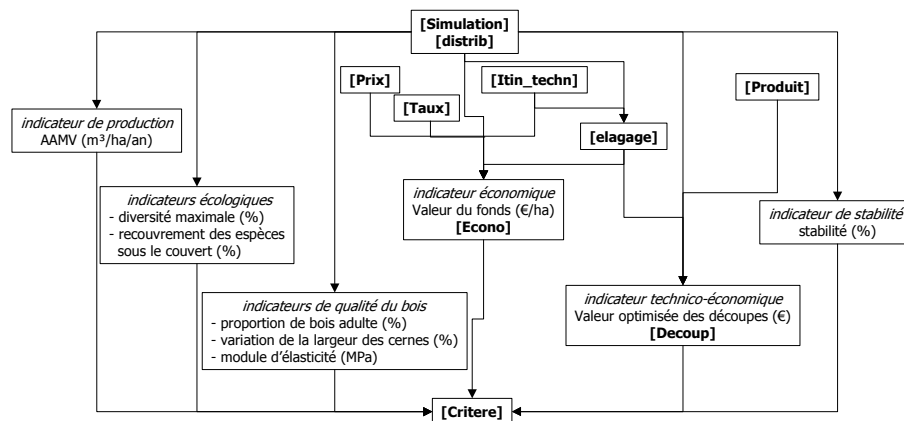 [Simulation]
[distrib]
[Prix]
[Itin_techn]
[Produit]
[Taux]
indicateur de production
AAMV (m³/ha/an)
[elagage]
indicateurs écologiques
- diversité maximale (%)
- recouvrement des espèces
sous le couvert (%)
indicateur économique
Valeur du fonds (€/ha)
[Econo]
indicateur de stabilité
stabilité (%)
indicateurs de qualité du bois
- proportion de bois adulte (%)
- variation de la largeur des cernes (%)
- module d'élasticité (MPa)
indicateur technico-économique
Valeur optimisée des découpes (€)
[Decoup]
[Critere]